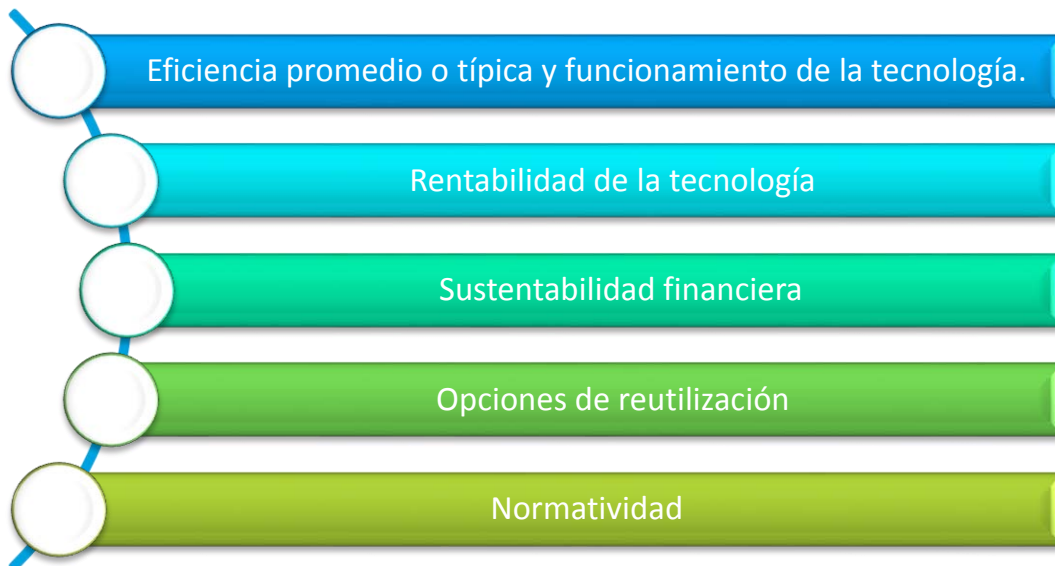 Eficiencia promedio o típica y funcionamiento de la tecnología.
Rentabilidad de la tecnología
Sustentabilidad financiera
Opciones de reutilización
Normatividad